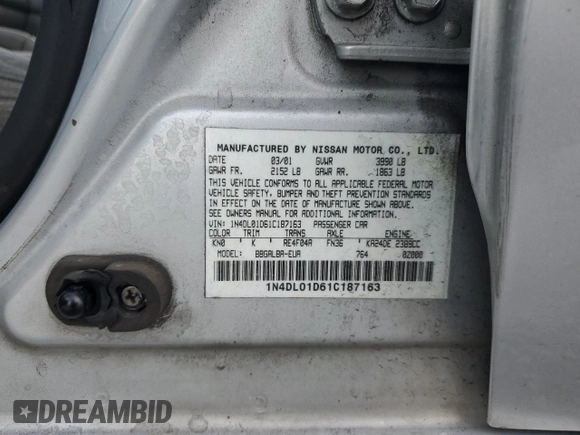 MANUFACTURED BY NISSAN MOTOR CO., LTD.
03/01 GVWR 3990 LB
GAWR FR. 2152 LB GAWR RR. 1863 LB
THIS VEHICLE CONFORMS TO ALL APPLICABLE FEDERAL MOTOR
VEHICLE SAFETY, BUMPER, AND THEFT PREVENTION STANDARDS
IN EFFECT ON THE DATE OF MANUFACTURE SHOWN ABOVE.
SEE OWNERS MANUAL FOR ADDITIONAL INFORMATION.
VEHICLE: 1N4DL01D61C187163 PASSENGER CAR
COLOR TRIM TRANS AXLE ENGINE
KN0 K RE4F04A FN36 KA24DE 2389CC
MODEL: BBGALBA-EUA 764 02000
1N4DL01D61C187163
DREAMBID